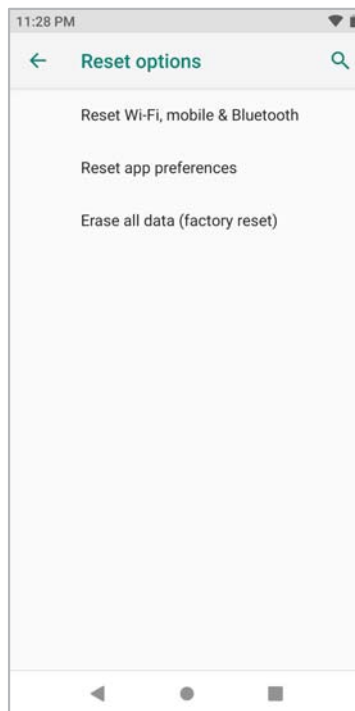 11:28 PM
Reset options
Reset Wi-Fi, mobile & Bluetooth
Reset app preferences
Erase all data (factory reset)